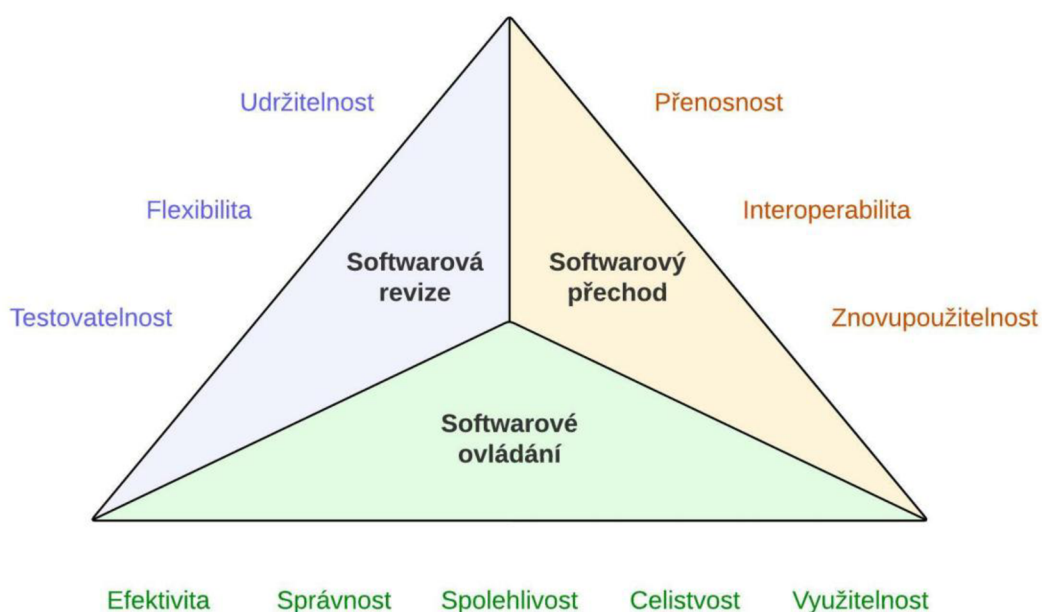 Udržitelnost
Přenosnost
Flexibilita
Interoperabilita
Softwarová
revize
Softwarový
přechod
Testovatelnost
Znovupoužitelnost
Softwarové
ovládání
Efektivita
Správnost
Spolehlivost
Celistvost
Využitelnost